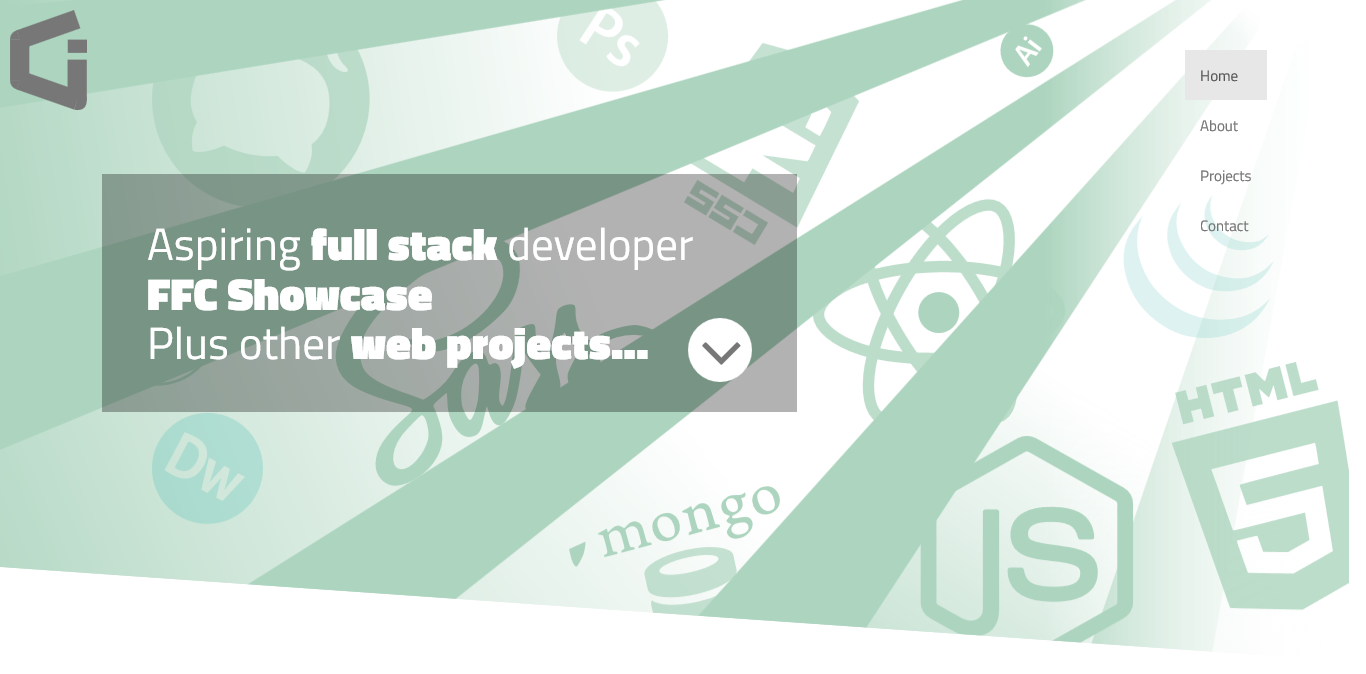 Ps
Ai
Home
About
Projects
Contact
CSS
Aspiring full stack developer
FFC Showcase
Plus other web projects...
Sass
HTML
5
Dw
mongo
JS